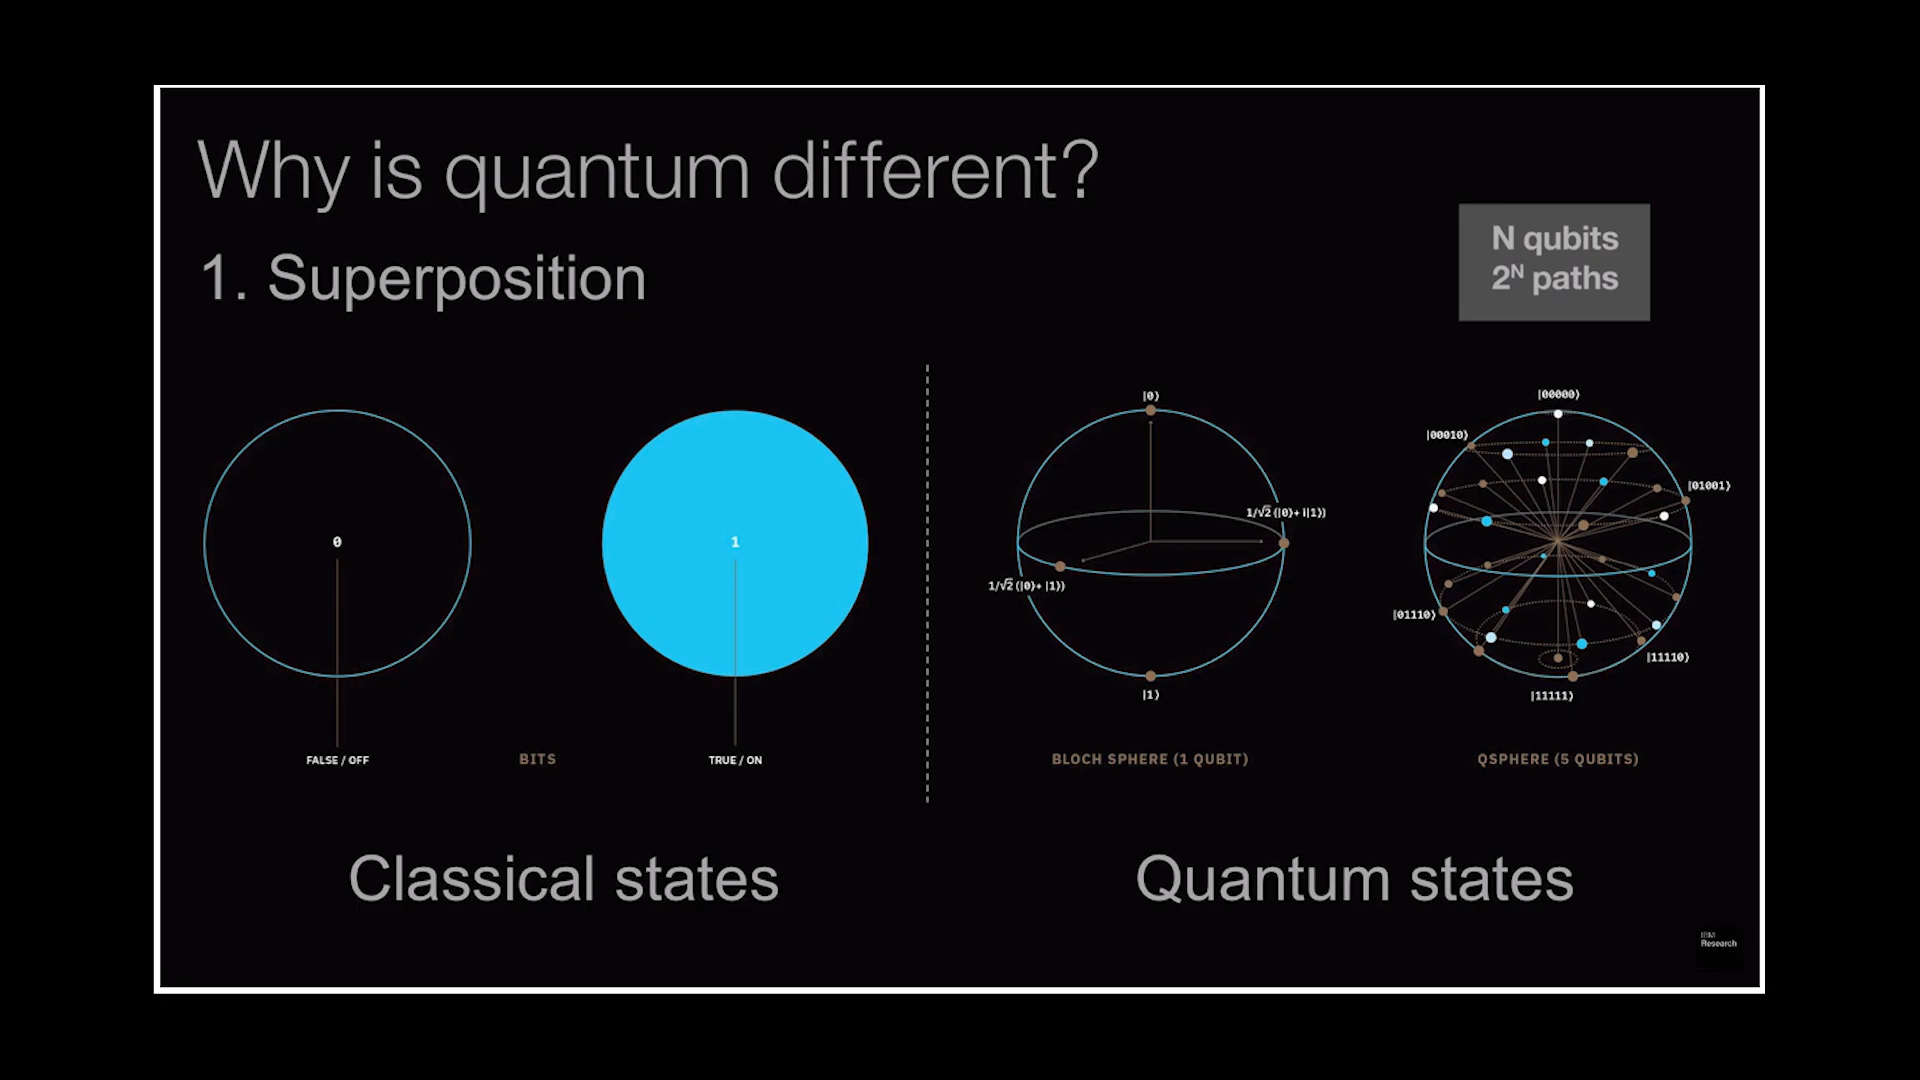 Why is quantum different?
1. Superposition
N qubits
2ᴺ paths
0
1
FALSE / OFF
BITS
TRUE / ON
|0⟩
1/√2 (|0⟩+ i|1⟩)
1/√2 (|0⟩+ |1⟩)
|1⟩
BLOCH SPHERE (1 QUBIT)
|00000⟩
|00010⟩
|01001⟩
|01110⟩
|11110⟩
|11111⟩
QSPHERE (5 QUBITS)
Classical states
Quantum states
IBM
Research